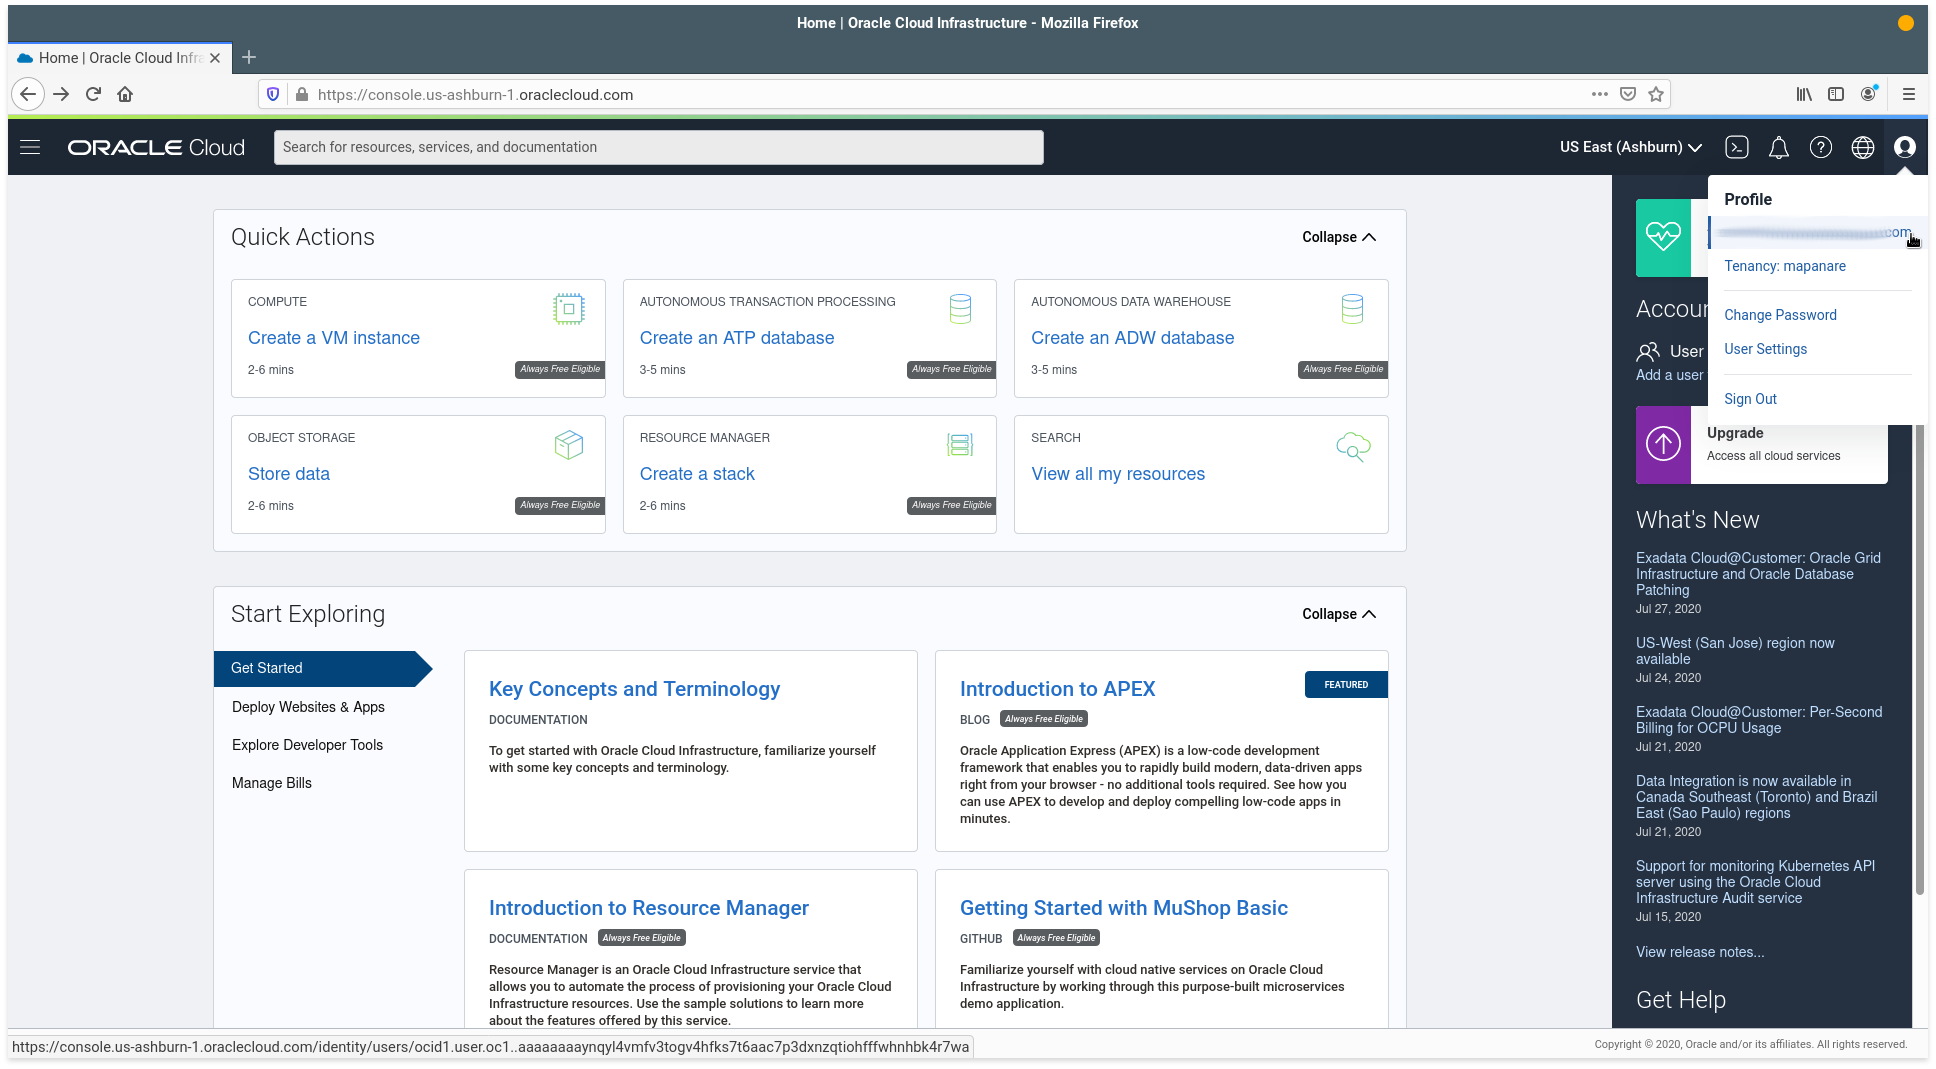 Home | Oracle Cloud Infrastructure - Mozilla Firefox
Home | Oracle Cloud Infra
https://console.us-ashburn-1.oraclecloud.com
ORACLE Cloud
Search for resources, services, and documentation
US East (Ashburn)
Profile
com
Tenancy: mapanare
Change Password
User Settings
Sign Out
Quick Actions
Collapse
COMPUTE
Create a VM instance
2-6 mins
Always Free Eligible
AUTONOMOUS TRANSACTION PROCESSING
Create an ATP database
3-5 mins
Always Free Eligible
AUTONOMOUS DATA WAREHOUSE
Create an ADW database
3-5 mins
Always Free Eligible
OBJECT STORAGE
Store data
2-6 mins
Always Free Eligible
RESOURCE MANAGER
Create a stack
2-6 mins
Always Free Eligible
SEARCH
View all my resources
Start Exploring
Collapse
Get Started
Deploy Websites & Apps
Explore Developer Tools
Manage Bills
Key Concepts and Terminology
DOCUMENTATION
To get started with Oracle Cloud Infrastructure, familiarize yourself
with some key concepts and terminology.
Introduction to APEX
FEATURED
BLOG Always Free Eligible
Oracle Application Express (APEX) is a low-code development
framework that enables you to rapidly build modern, data-driven apps
right from your browser - no additional tools required. See how you
can use APEX to develop and deploy compelling low-code apps in
minutes.
Introduction to Resource Manager
DOCUMENTATION Always Free Eligible
Resource Manager is an Oracle Cloud Infrastructure service that
allows you to automate the process of provisioning your Oracle Cloud
Infrastructure resources. Use the sample solutions to learn more
about the features offered by this service.
Getting Started with MuShop Basic
GITHUB Always Free Eligible
Familiarize yourself with cloud native services on Oracle Cloud
Infrastructure by working through this purpose-built microservices
demo application.
Accou
User
Add a user
Upgrade
Access all cloud services
What's New
Exadata Cloud@Customer: Oracle Grid
Infrastructure and Oracle Database
Patching
Jul 27, 2020
US-West (San Jose) region now
available
Jul 24, 2020
Exadata Cloud@Customer: Per-Second
Billing for OCPU Usage
Jul 21, 2020
Data Integration is now available in
Canada Southeast (Toronto) and Brazil
East (Sao Paulo) regions
Jul 21, 2020
Support for monitoring Kubernetes API
server using the Oracle Cloud
Infrastructure Audit service
Jul 15, 2020
View release notes...
Get Help
https://console.us-ashburn-1.oraclecloud.com/identity/users/ocid1.user.oc1..aaaaaaaaynqyl4vmfv3togv4hfks7t6aac7p3dxnzqtiohfffwhnhbk4r7wa
Copyright © 2020, Oracle and/or its affiliates. All rights reserved.